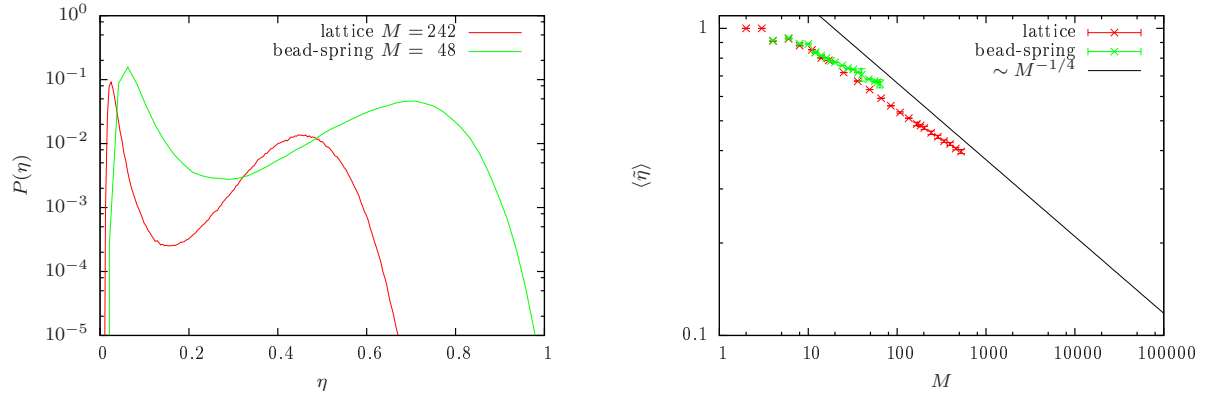 10⁰
10⁻¹
10⁻²
10⁻³
10⁻⁴
10⁻⁵
P(η)
0 0.2 0.4 0.6 0.8 1
η
lattice M = 242
bead-spring M = 48
1
0.1
⟨η̃⟩
1 10 100 1000 10000 100000
M
lattice
bead-spring
∼ M⁻¹/⁴